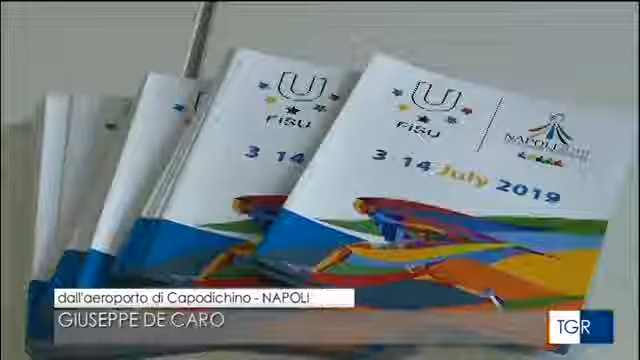 FISU
3 14
FISU
NAPOLI
3 - 14 July 2019
dall'aeroporto di Capodichino - NAPOLI
GIUSEPPE DE CARO
TGR